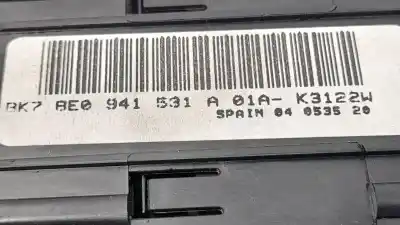 BK7 8E0 941 531 A 01A- K3122W
SPAIN 04 0535 20